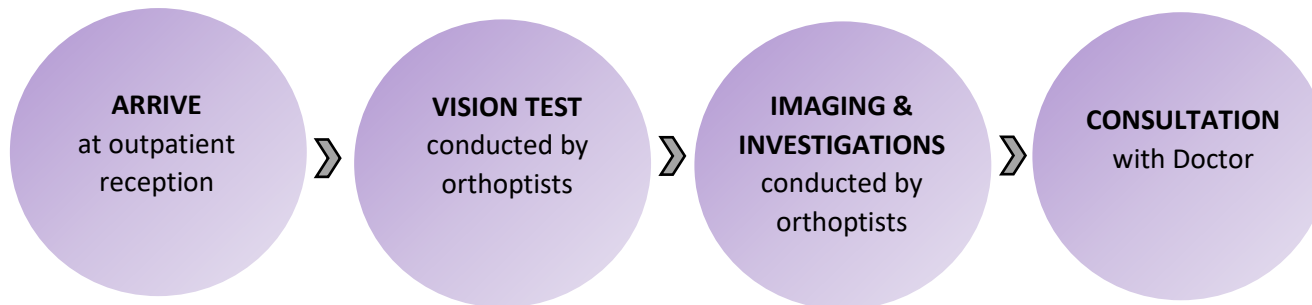 ARRIVE
at outpatient
reception
VISION TEST
conducted by
orthoptists
IMAGING &
INVESTIGATIONS
conducted by
orthoptists
CONSULTATION
with Doctor